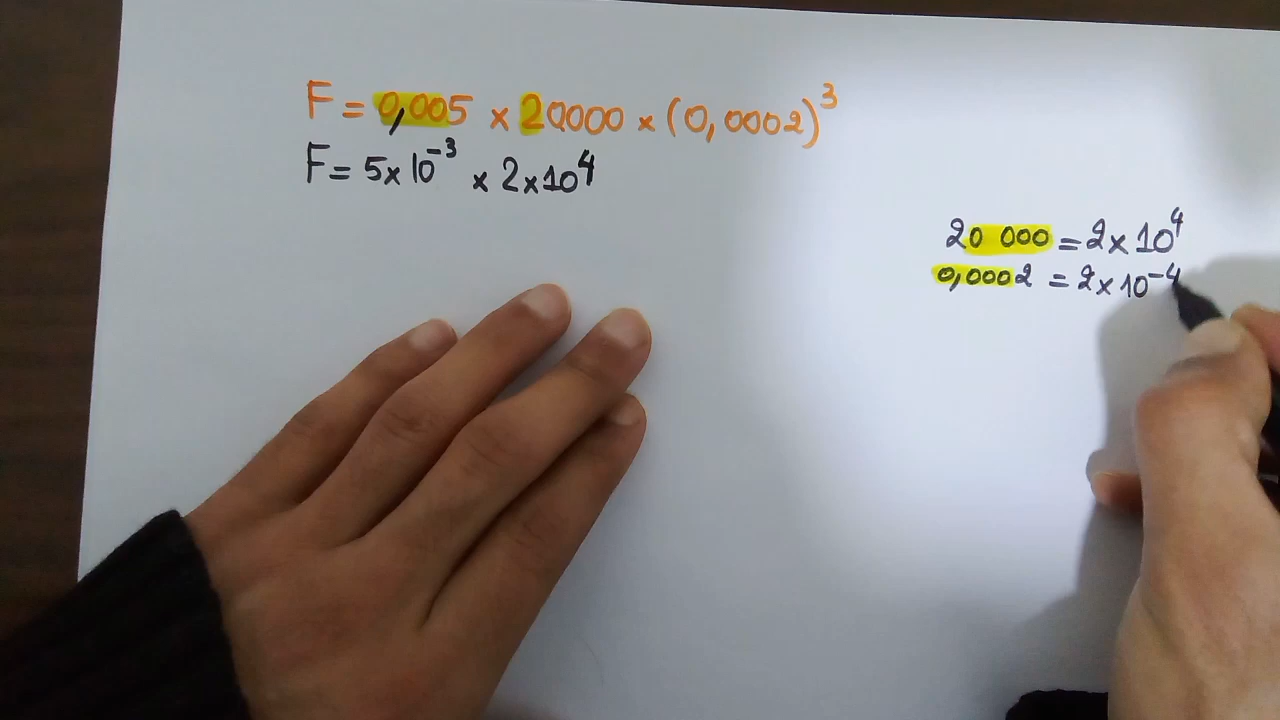 F = 0,005 × 20000 × (0,0002)³
F = 5×10⁻³ × 2×10⁴
20 000 = 2×10⁴
0,0002 = 2×10⁻⁴